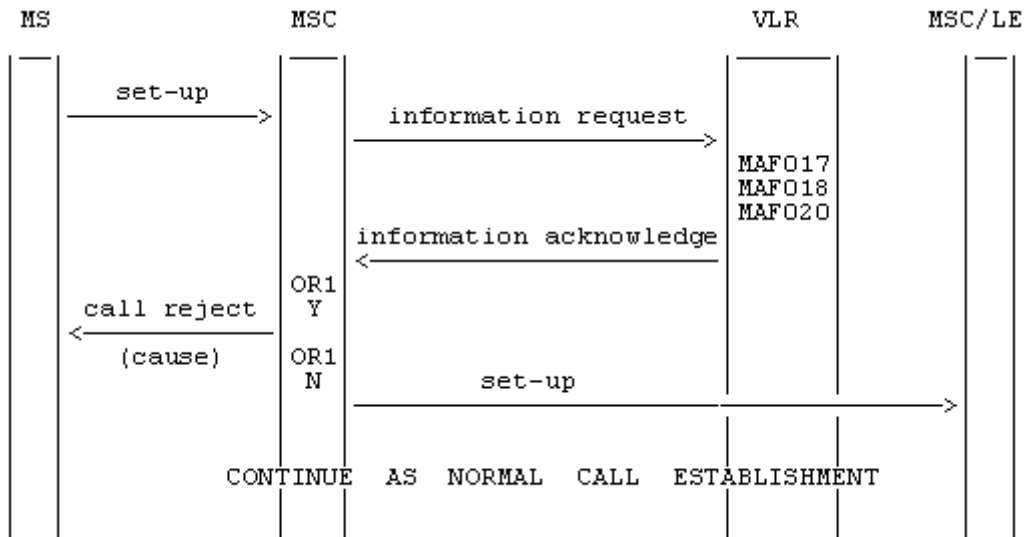 MS MSC VLR MSC/LE
set-up
information request
MAF017
MAF018
MAF020
information acknowledge
OR1
Y
call reject
(cause)
OR1
N
set-up
CONTINUE AS NORMAL CALL ESTABLISHMENT